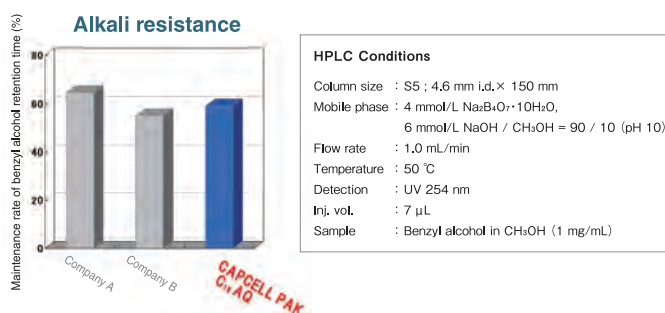 Alkali resistance
Maintenance rate of benzyl alcohol retention time (%)
80
60
40
20
0
Company A
Company B
CAPCELL PAK
C₁₈ AQ
HPLC Conditions
Column size : S5 ; 4.6 mm i.d.× 150 mm
Mobile phase : 4 mmol/L Na₂B₄O₇·10H₂O,
6 mmol/L NaOH / CH₃OH = 90 / 10 (pH 10)
Flow rate : 1.0 mL/min
Temperature : 50 ℃
Detection : UV 254 nm
Inj. vol. : 7 µL
Sample : Benzyl alcohol in CH₃OH (1 mg/mL)